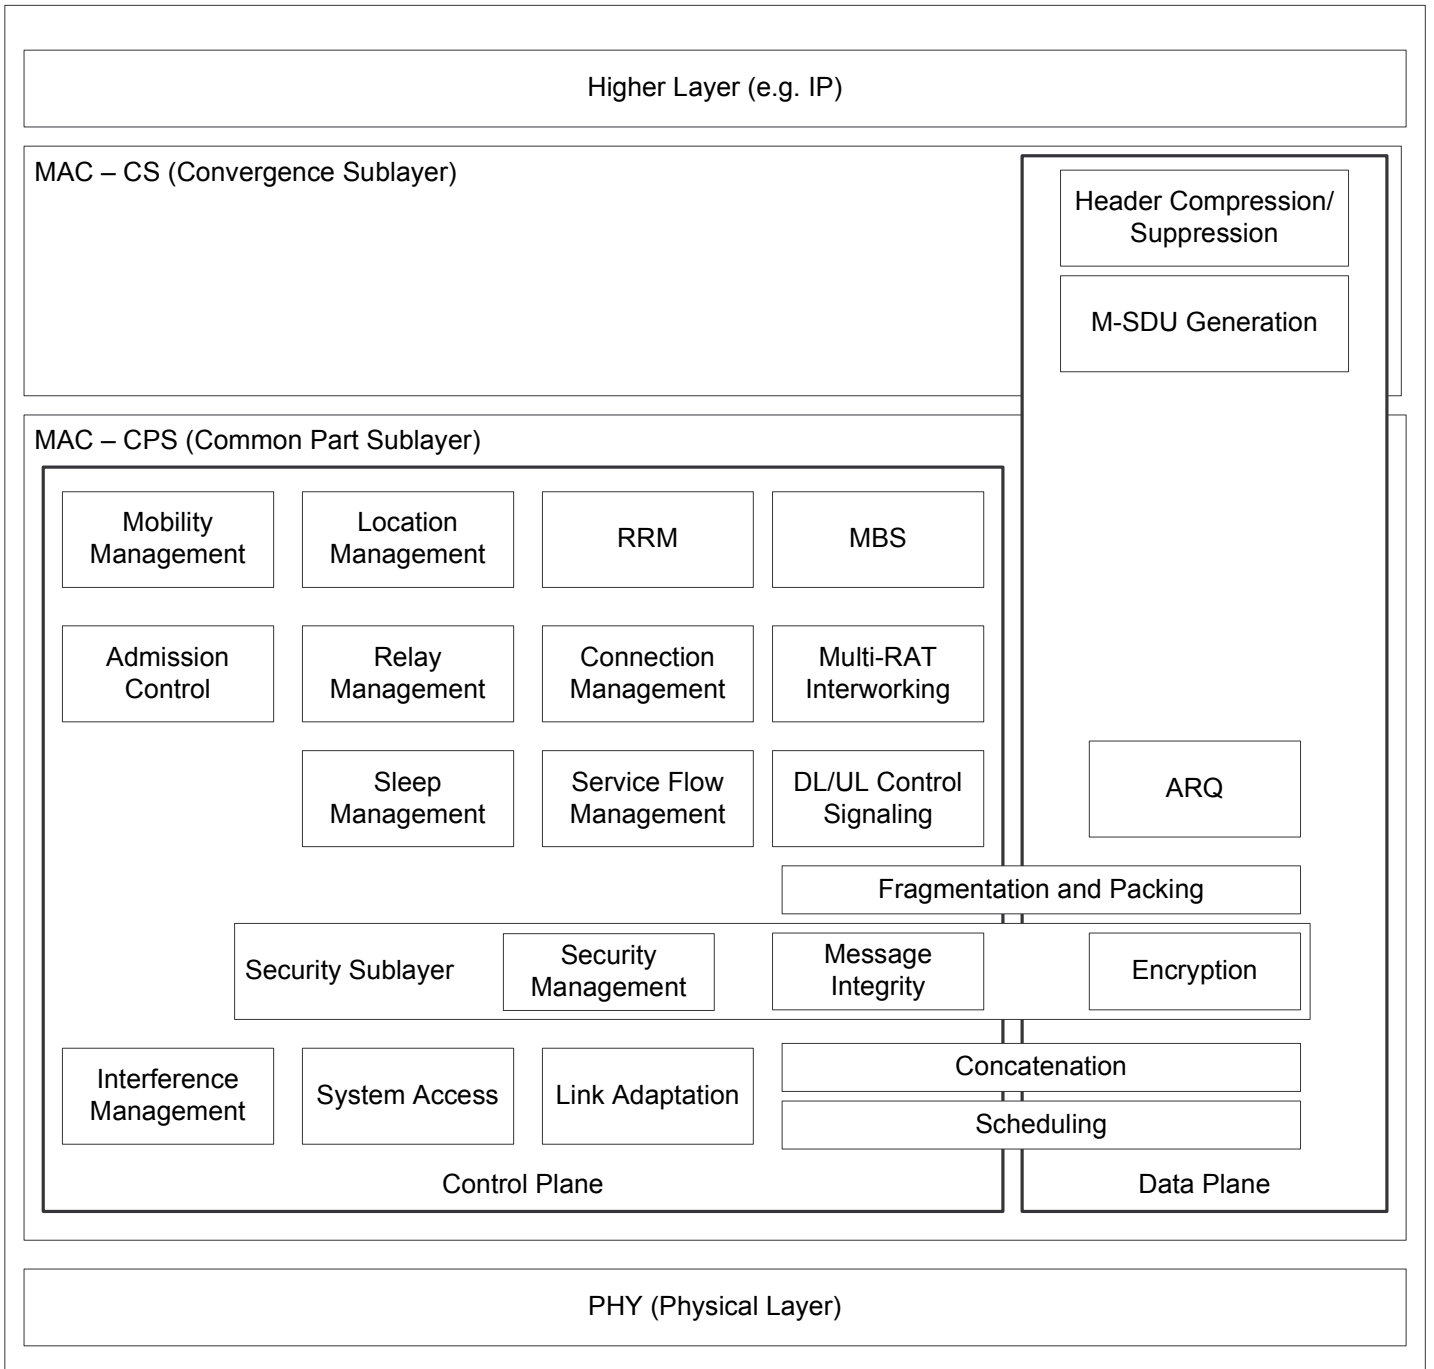 Higher Layer (e.g. IP)
MAC – CS (Convergence Sublayer)
Header Compression/
Suppression
M-SDU Generation
MAC – CPS (Common Part Sublayer)
Mobility
Management
Location
Management
RRM
MBS
Admission
Control
Relay
Management
Connection
Management
Multi-RAT
Interworking
Sleep
Management
Service Flow
Management
DL/UL Control
Signaling
ARQ
Fragmentation and Packing
Security Sublayer
Security
Management
Message
Integrity
Encryption
Interference
Management
System Access
Link Adaptation
Concatenation
Scheduling
Control Plane
Data Plane
PHY (Physical Layer)